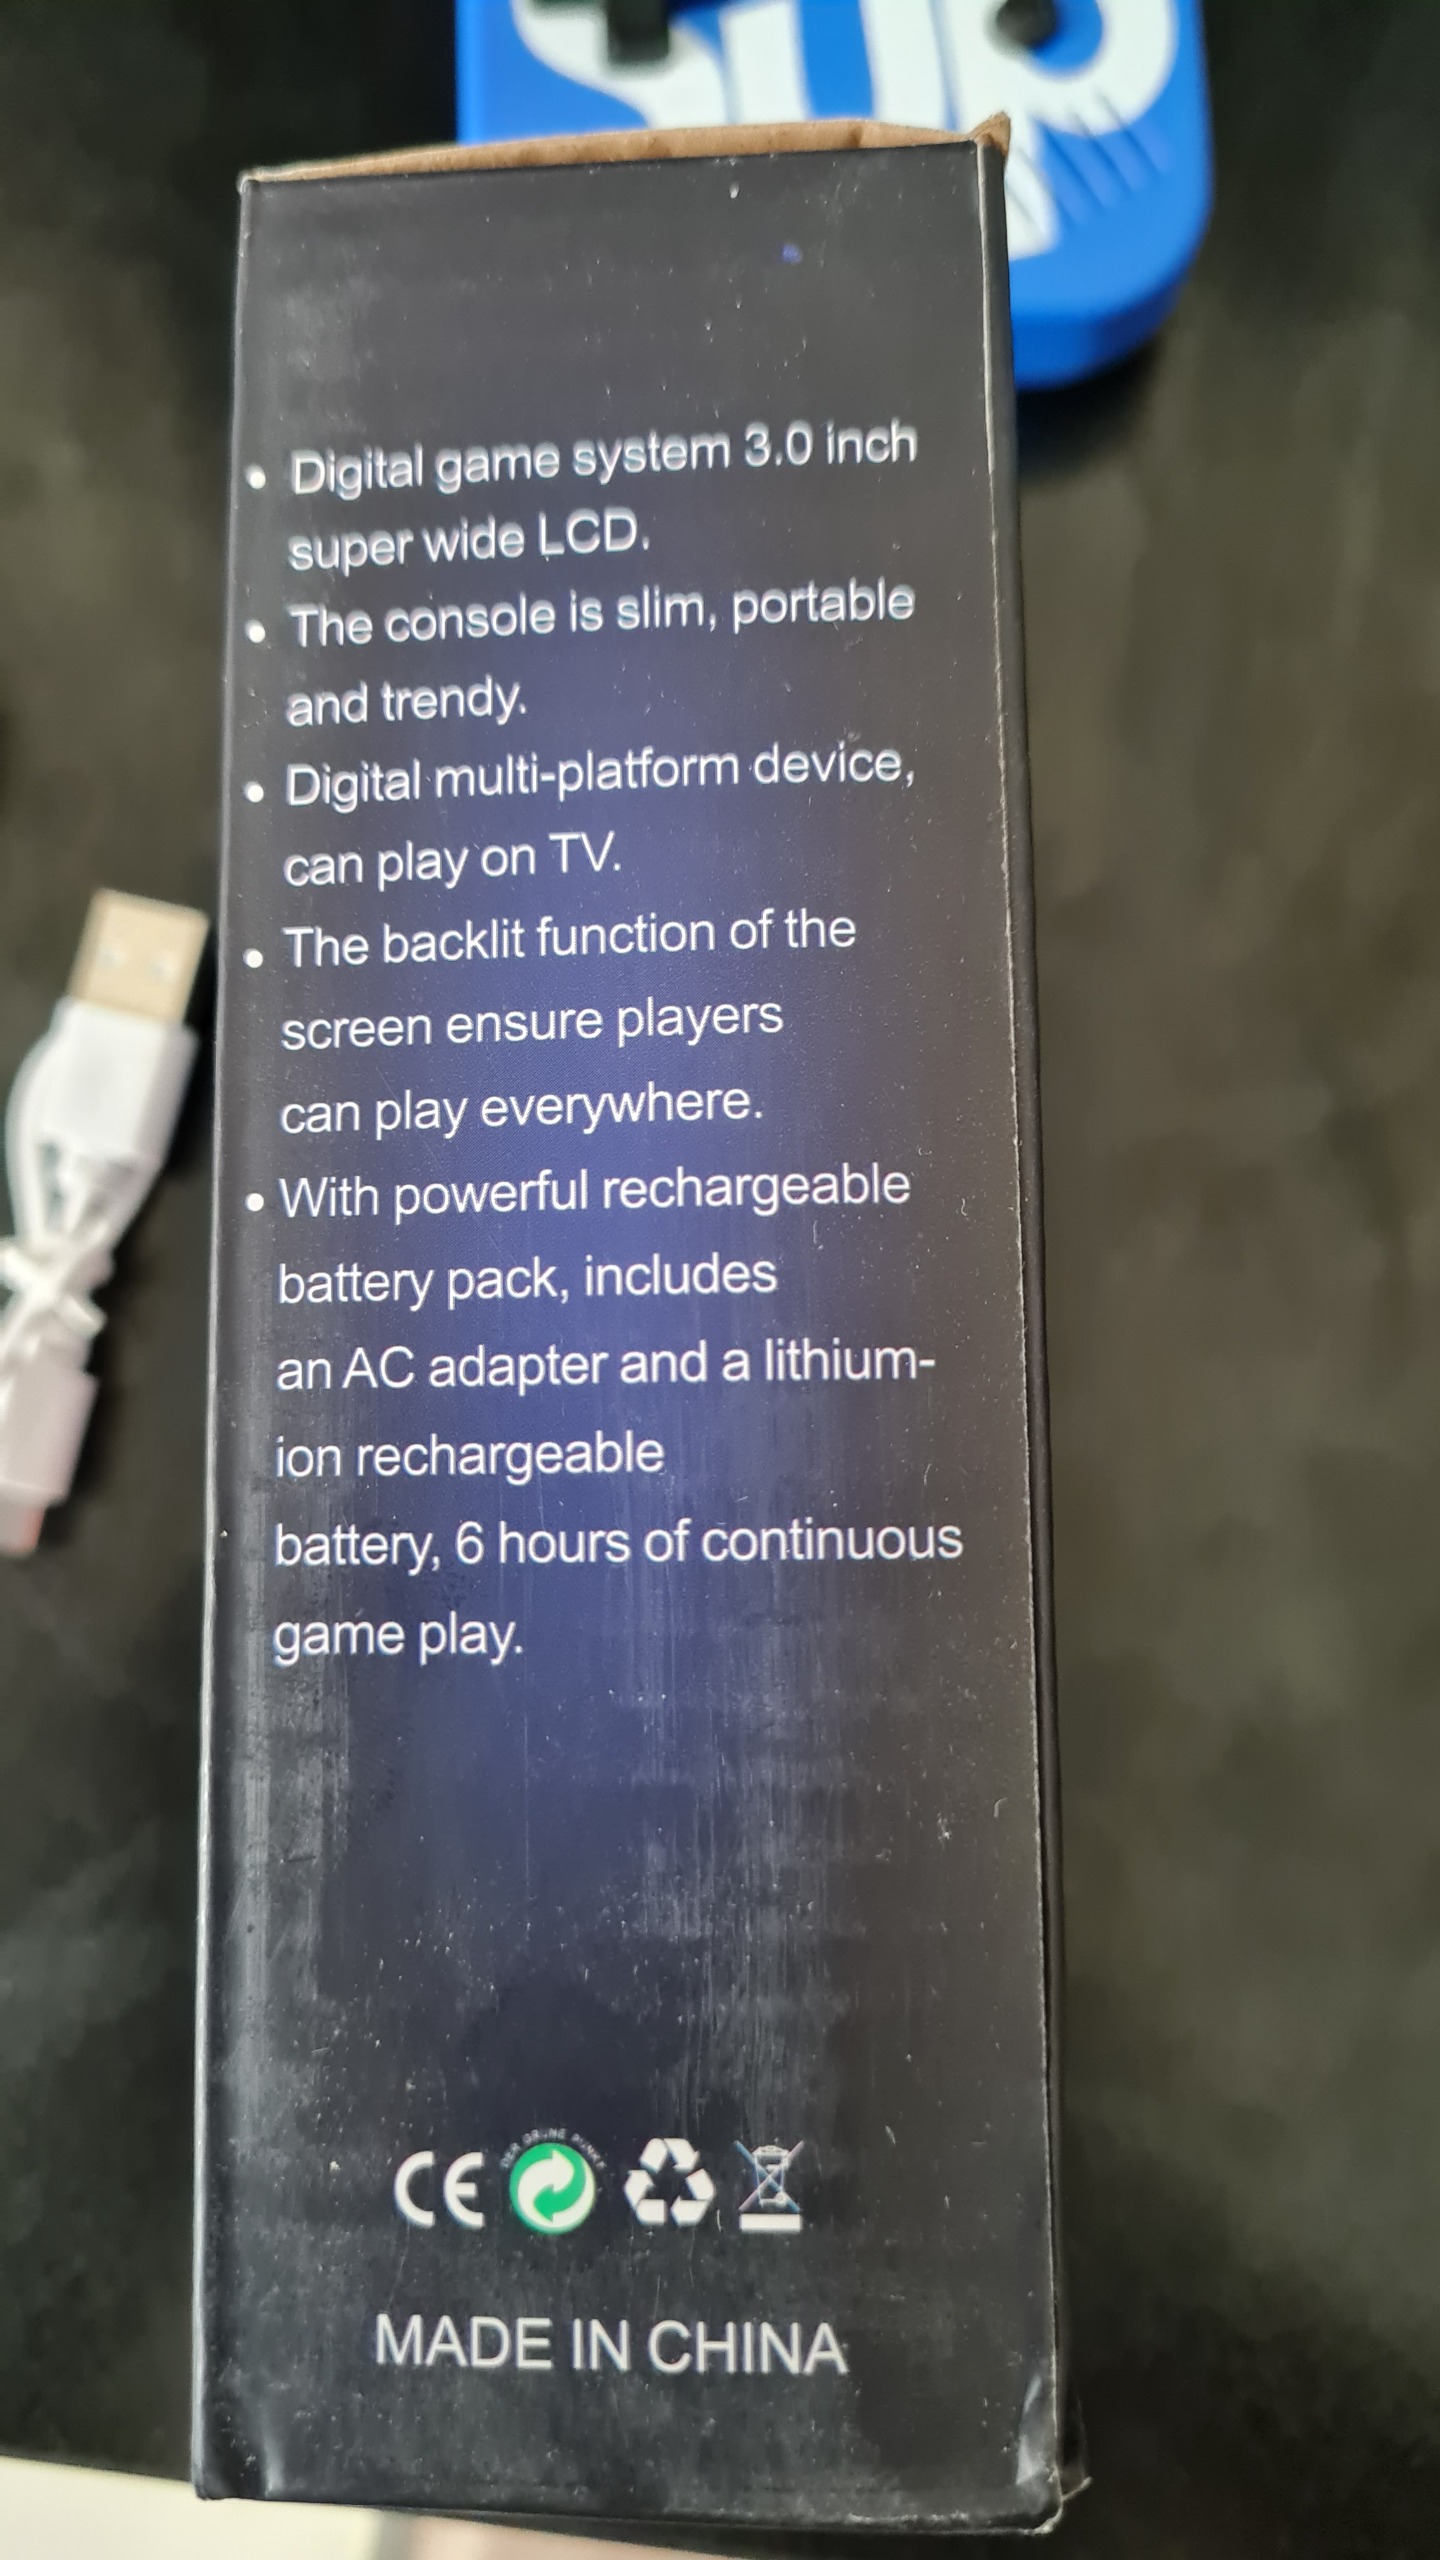 SUP
• Digital game system 3.0 inch
super wide LCD.
• The console is slim, portable
and trendy.
• Digital multi-platform device,
can play on TV.
• The backlit function of the
screen ensure players
can play everywhere.
• With powerful rechargeable
battery pack, includes
an AC adapter and a lithium-
ion rechargeable
battery, 6 hours of continuous
game play.
CE
MADE IN CHINA